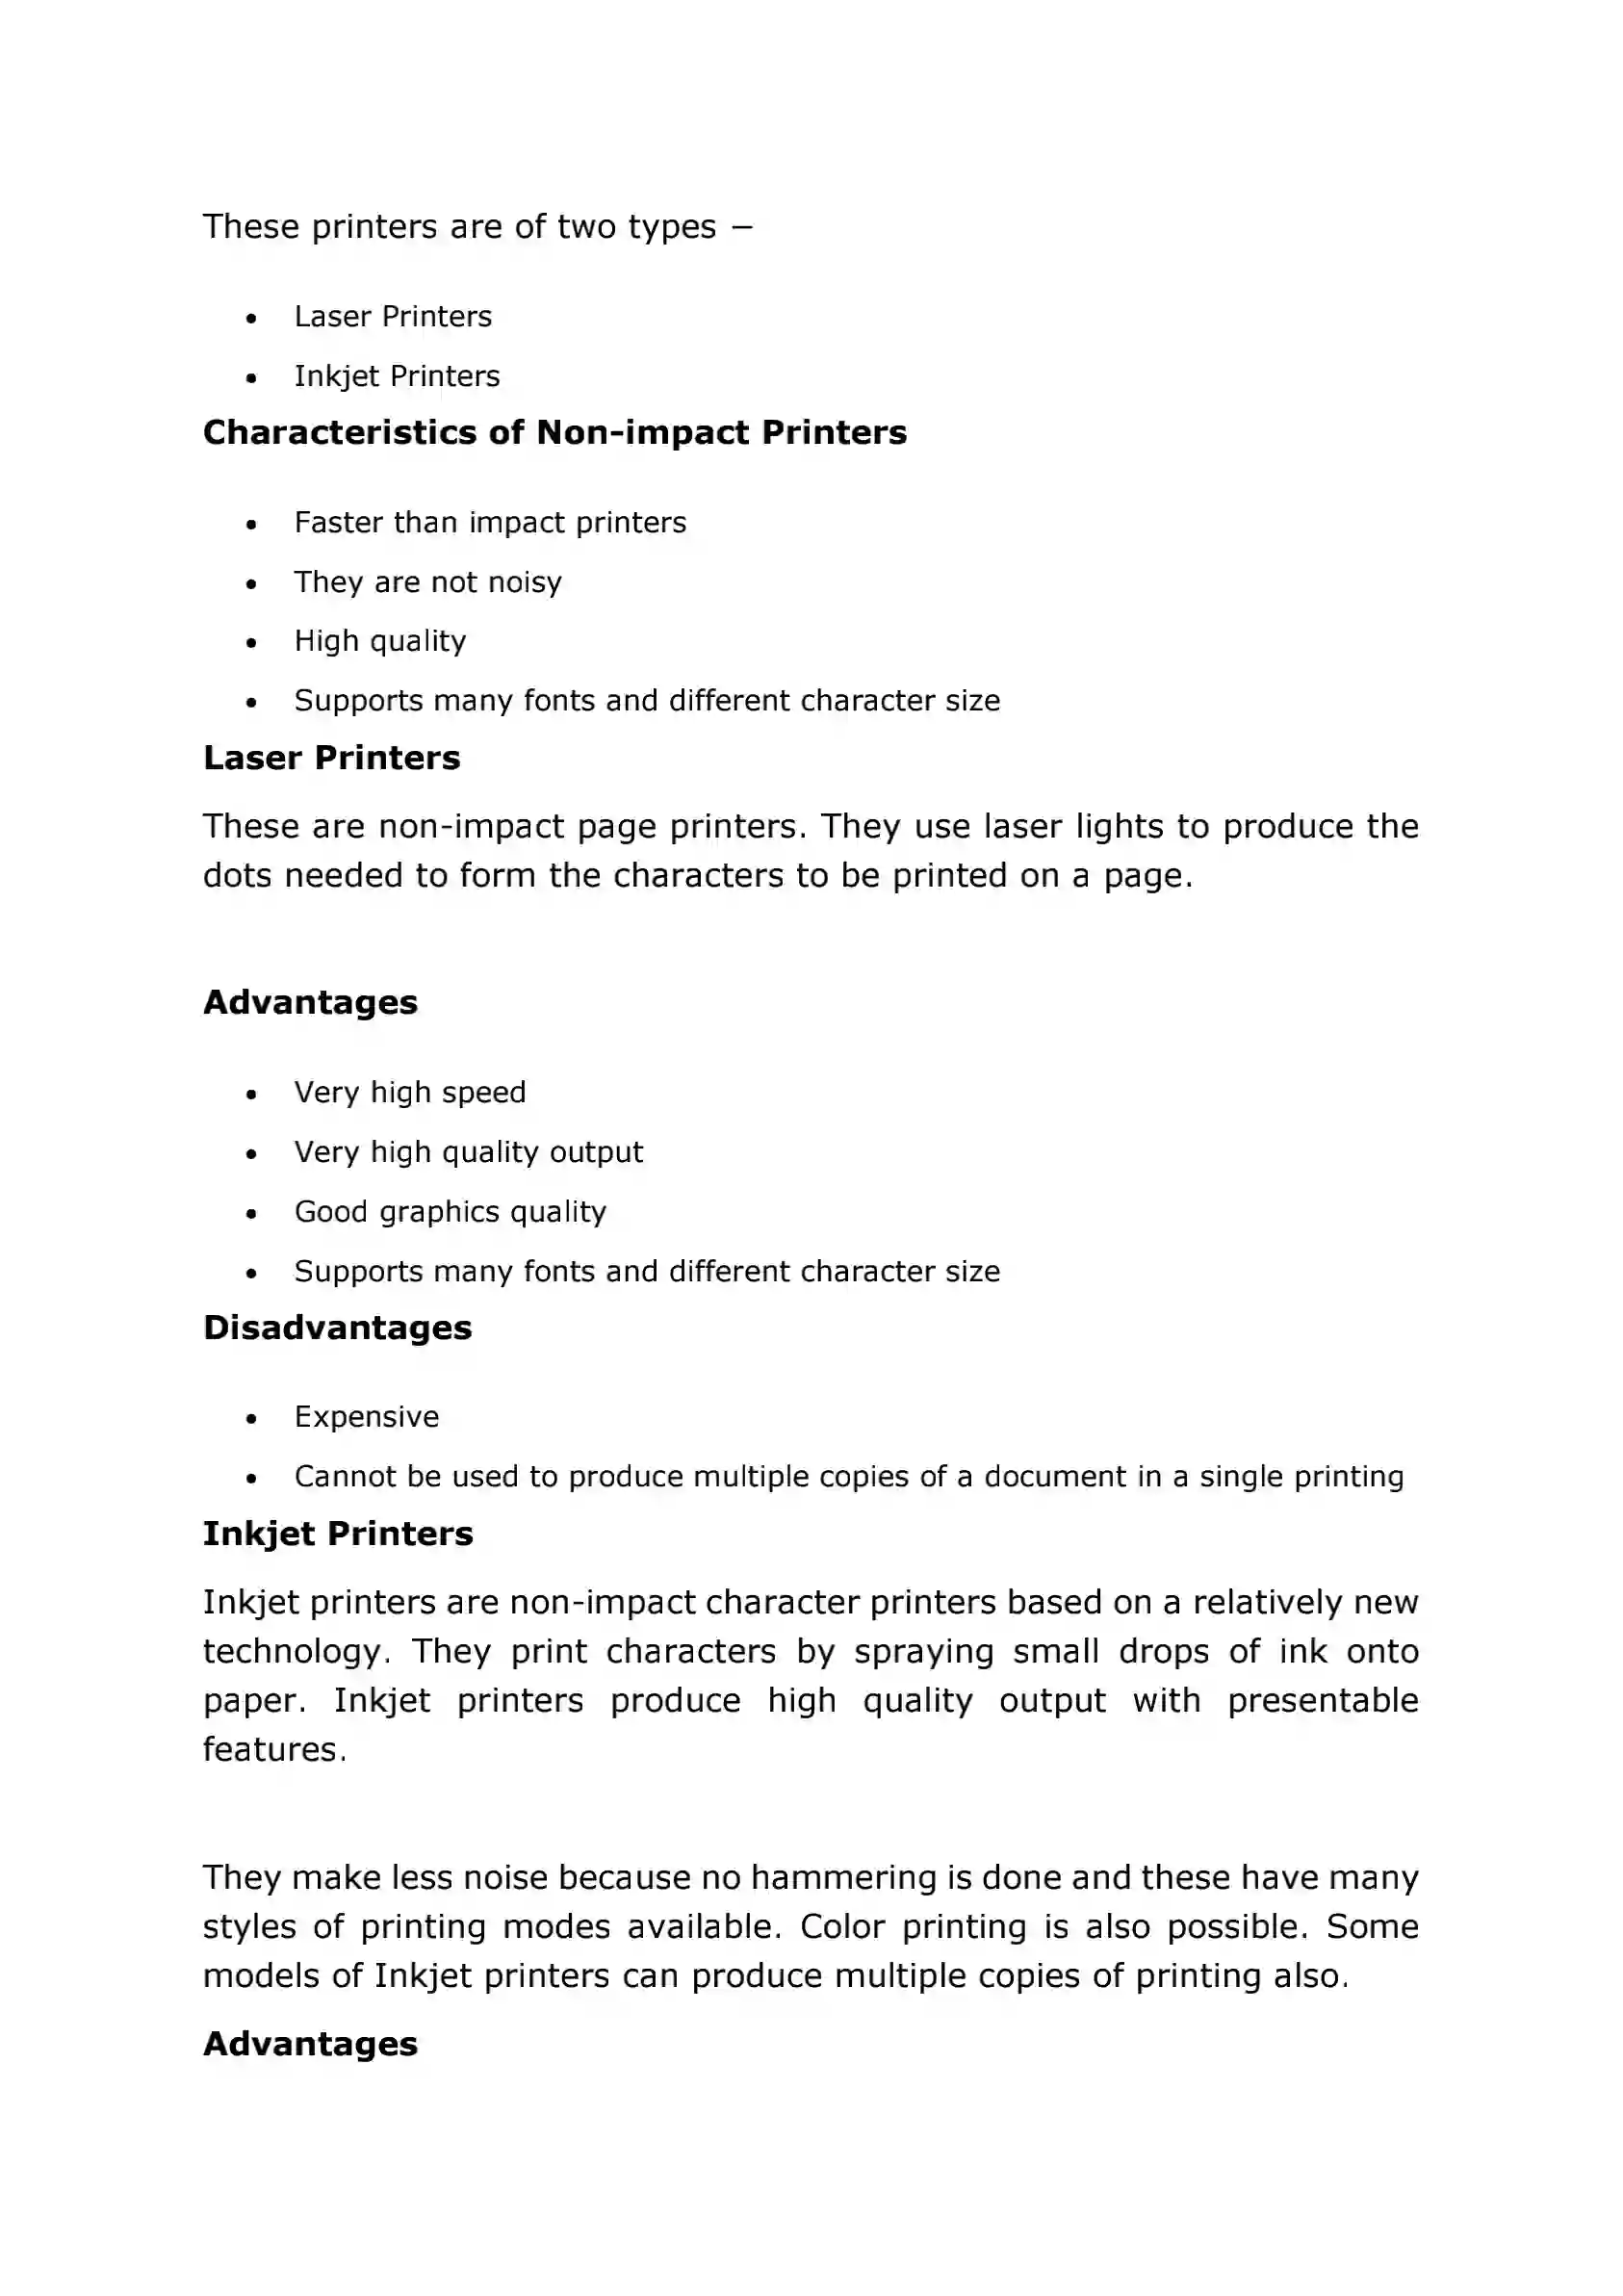 These printers are of two types −
• Laser Printers
• Inkjet Printers
Characteristics of Non-impact Printers
• Faster than impact printers
• They are not noisy
• High quality
• Supports many fonts and different character size
Laser Printers
These are non-impact page printers. They use laser lights to produce the
dots needed to form the characters to be printed on a page.
Advantages
• Very high speed
• Very high quality output
• Good graphics quality
• Supports many fonts and different character size
Disadvantages
• Expensive
• Cannot be used to produce multiple copies of a document in a single printing
Inkjet Printers
Inkjet printers are non-impact character printers based on a relatively new
technology. They print characters by spraying small drops of ink onto
paper. Inkjet printers produce high quality output with presentable
features.
They make less noise because no hammering is done and these have many
styles of printing modes available. Color printing is also possible. Some
models of Inkjet printers can produce multiple copies of printing also.
Advantages